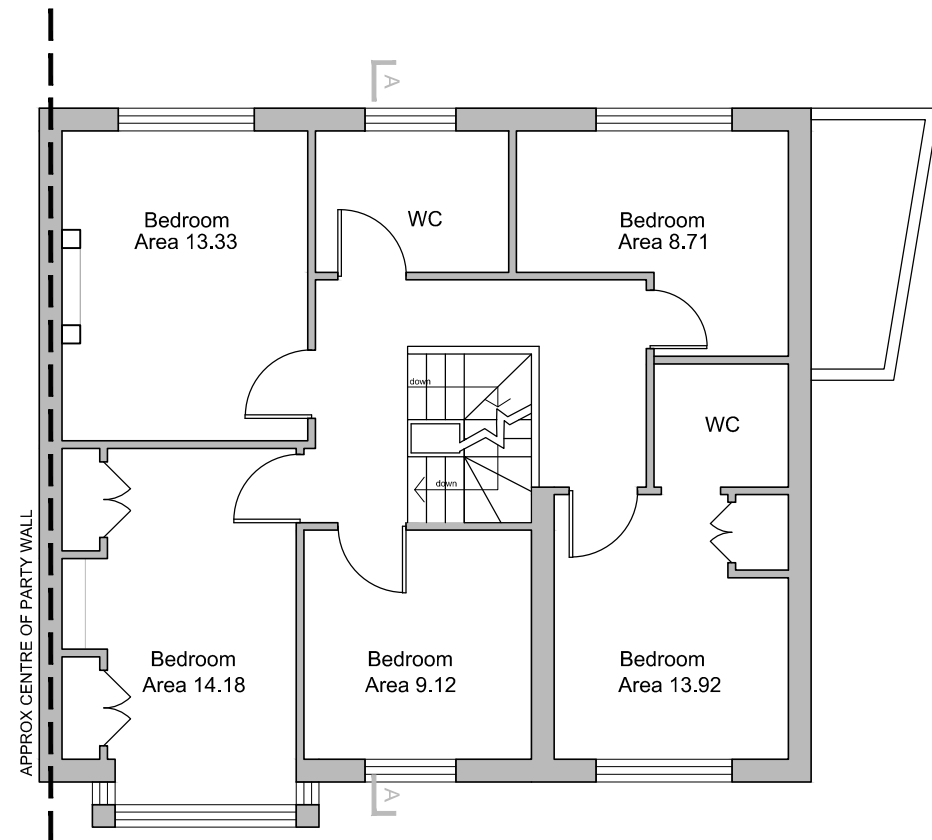 A
Bedroom
Area 13.33
WC
Bedroom
Area 8.71
down
WC
down
APPROX CENTRE OF PARTY WALL
Bedroom
Area 14.18
Bedroom
Area 9.12
Bedroom
Area 13.92
A